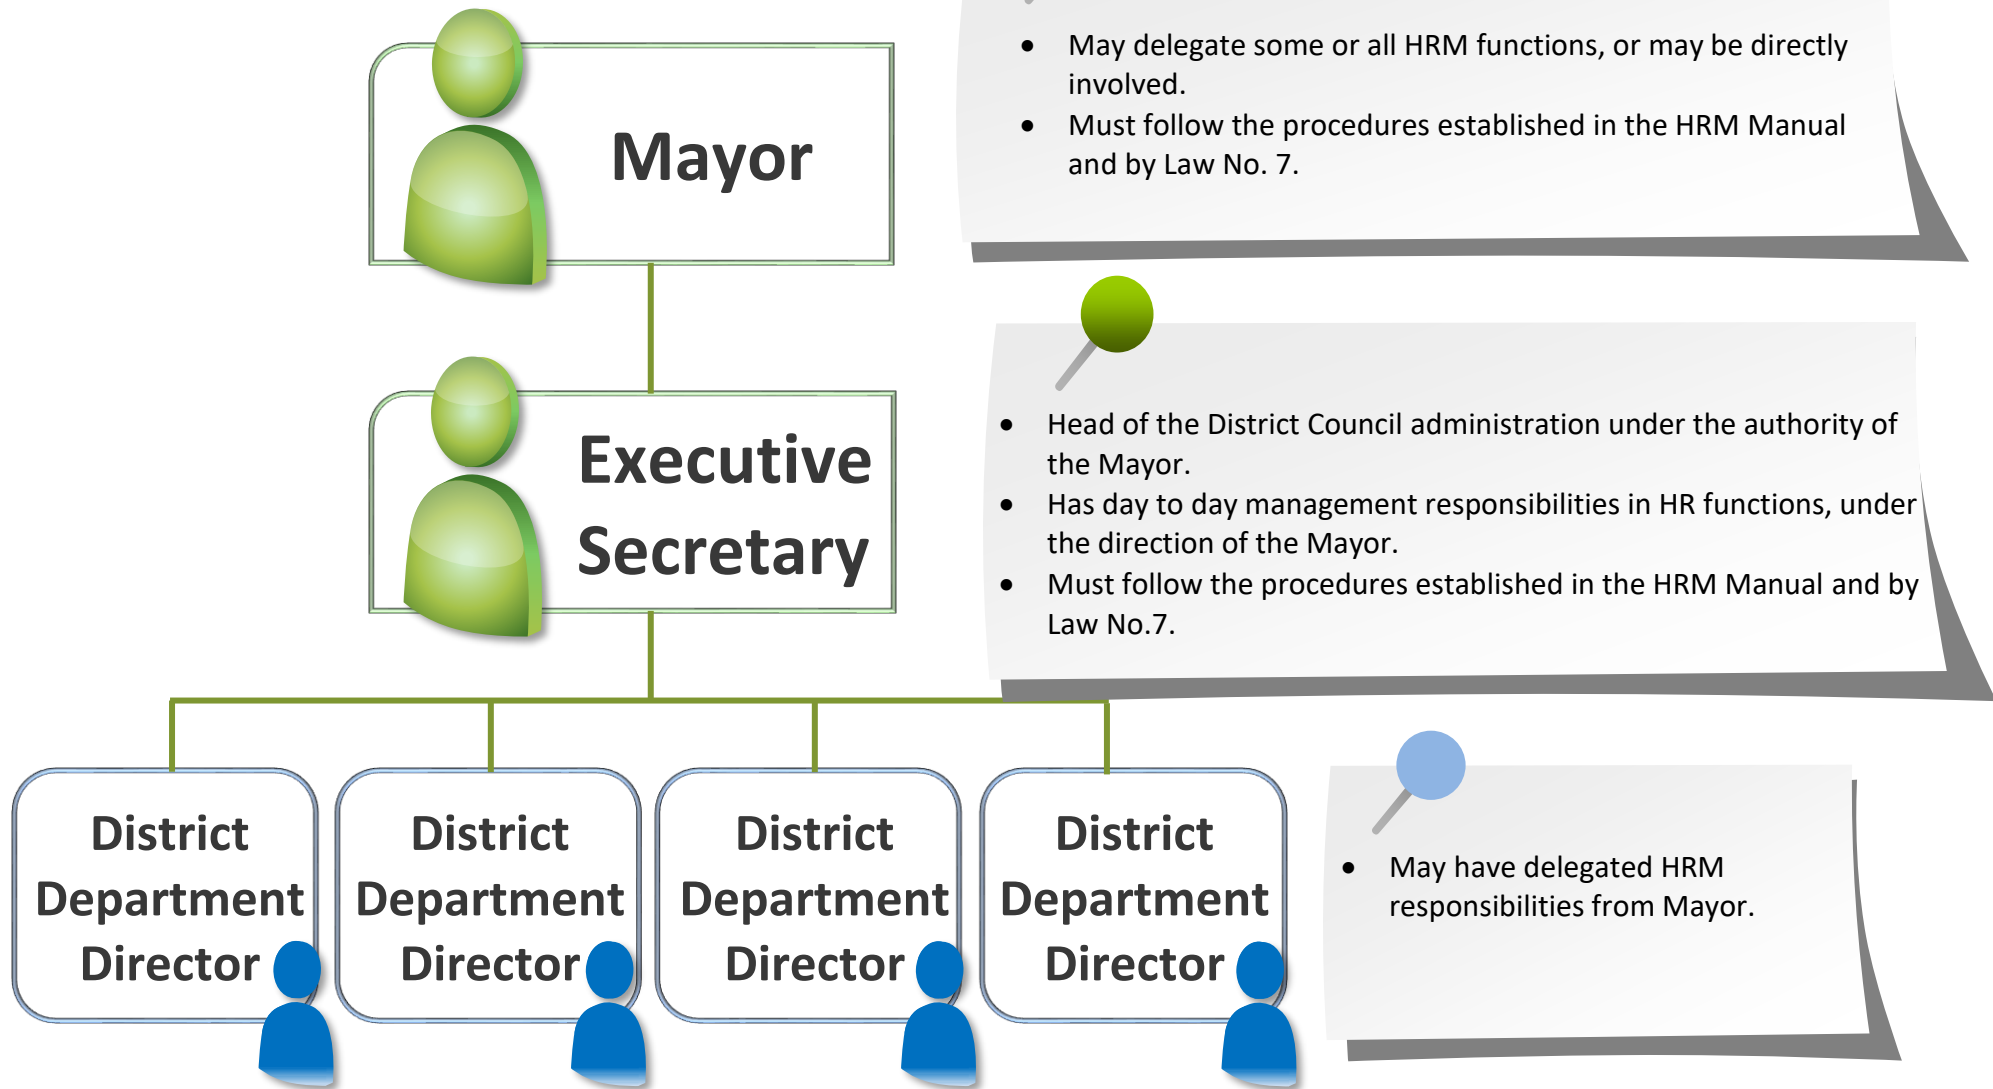 • May delegate some or all HRM functions, or may be directly
involved.
• Must follow the procedures established in the HRM Manual
and by Law No. 7.
Mayor
• Head of the District Council administration under the authority of
the Mayor.
• Has day to day management responsibilities in HR functions, under
the direction of the Mayor.
• Must follow the procedures established in the HRM Manual and by
Law No.7.
Executive
Secretary
District
Department
Director
District
Department
Director
District
Department
Director
District
Department
Director
• May have delegated HRM
responsibilities from Mayor.